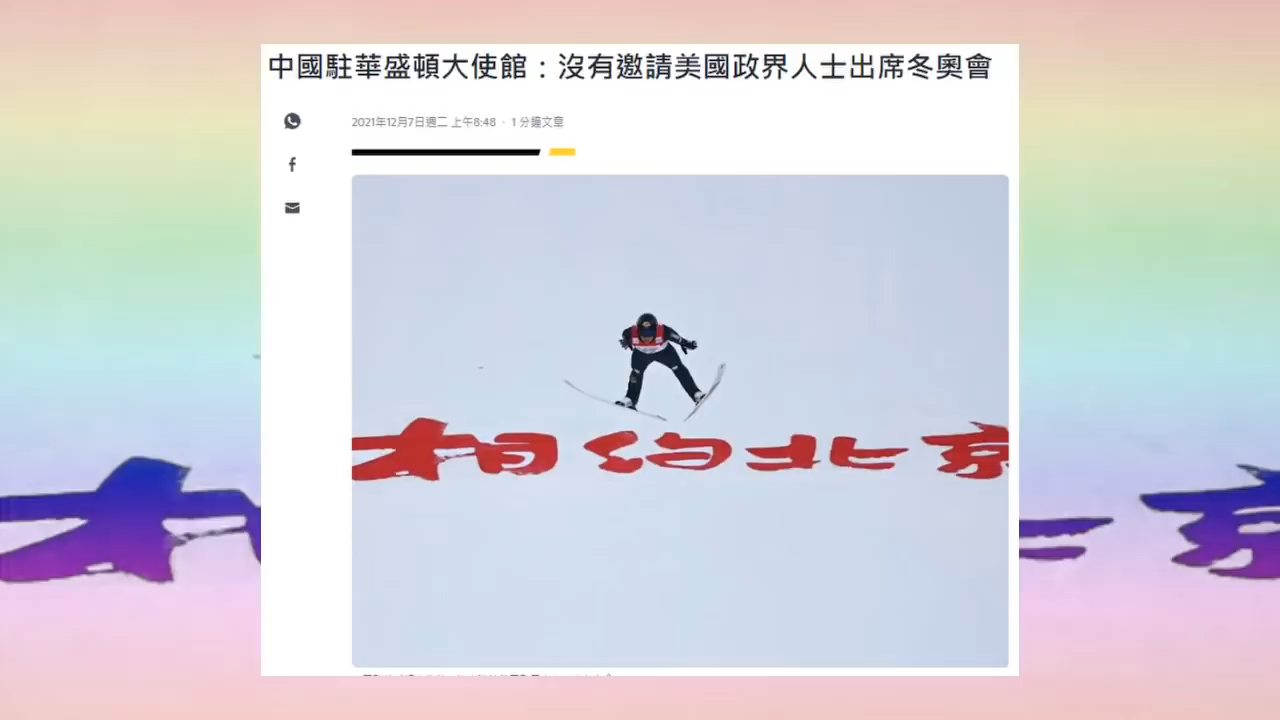 中國駐華盛頓大使館：沒有邀請美國政界人士出席冬奧會
2021年12月7日週二 上午8:48 · 1 分鐘文章
相约北京